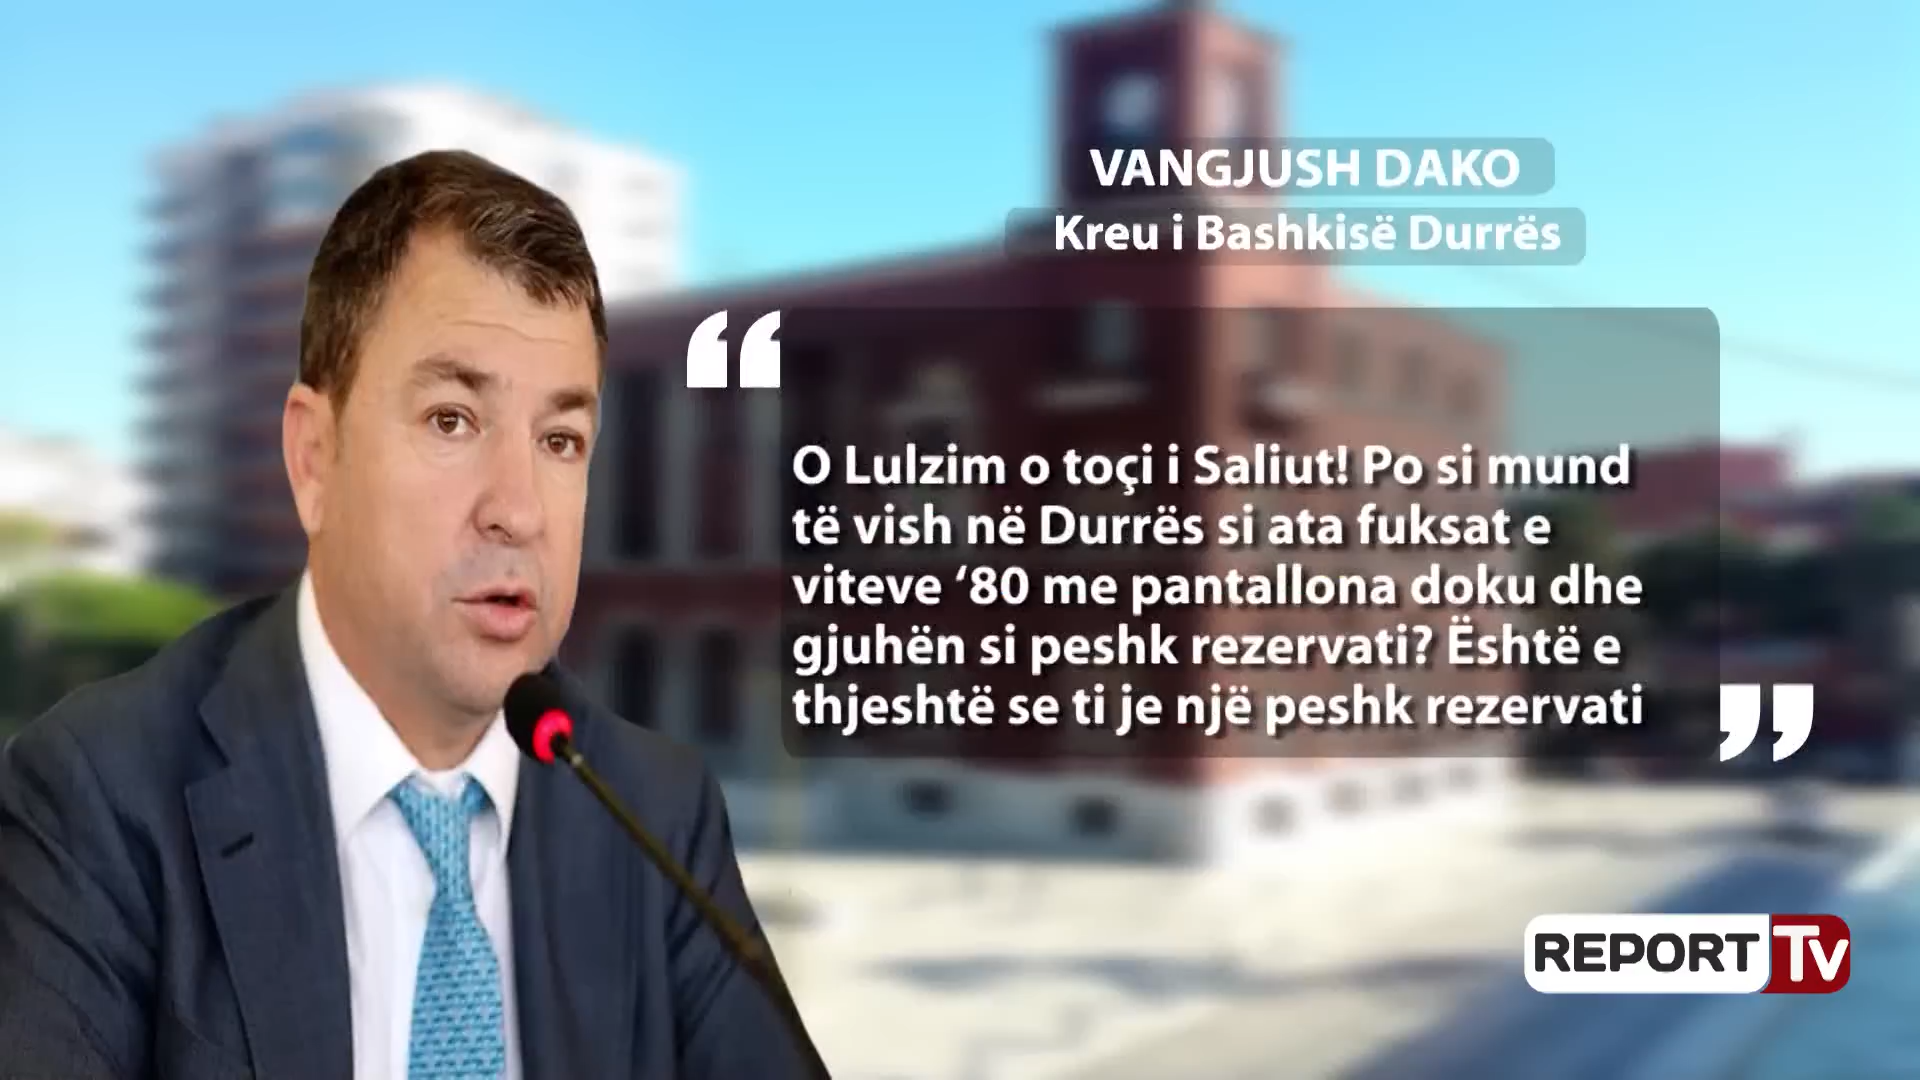 VANGJUSH DAKO
Kreu i Bashkisë Durrës
“
O Lulzim o toçi i Saliut! Po si mund
të vish në Durrës si ata fuksat e
viteve ‘80 me pantallona doku dhe
gjuhën si peshk rezervati? Është e
thjeshtë se ti je një peshk rezervati
”
REPORT TV